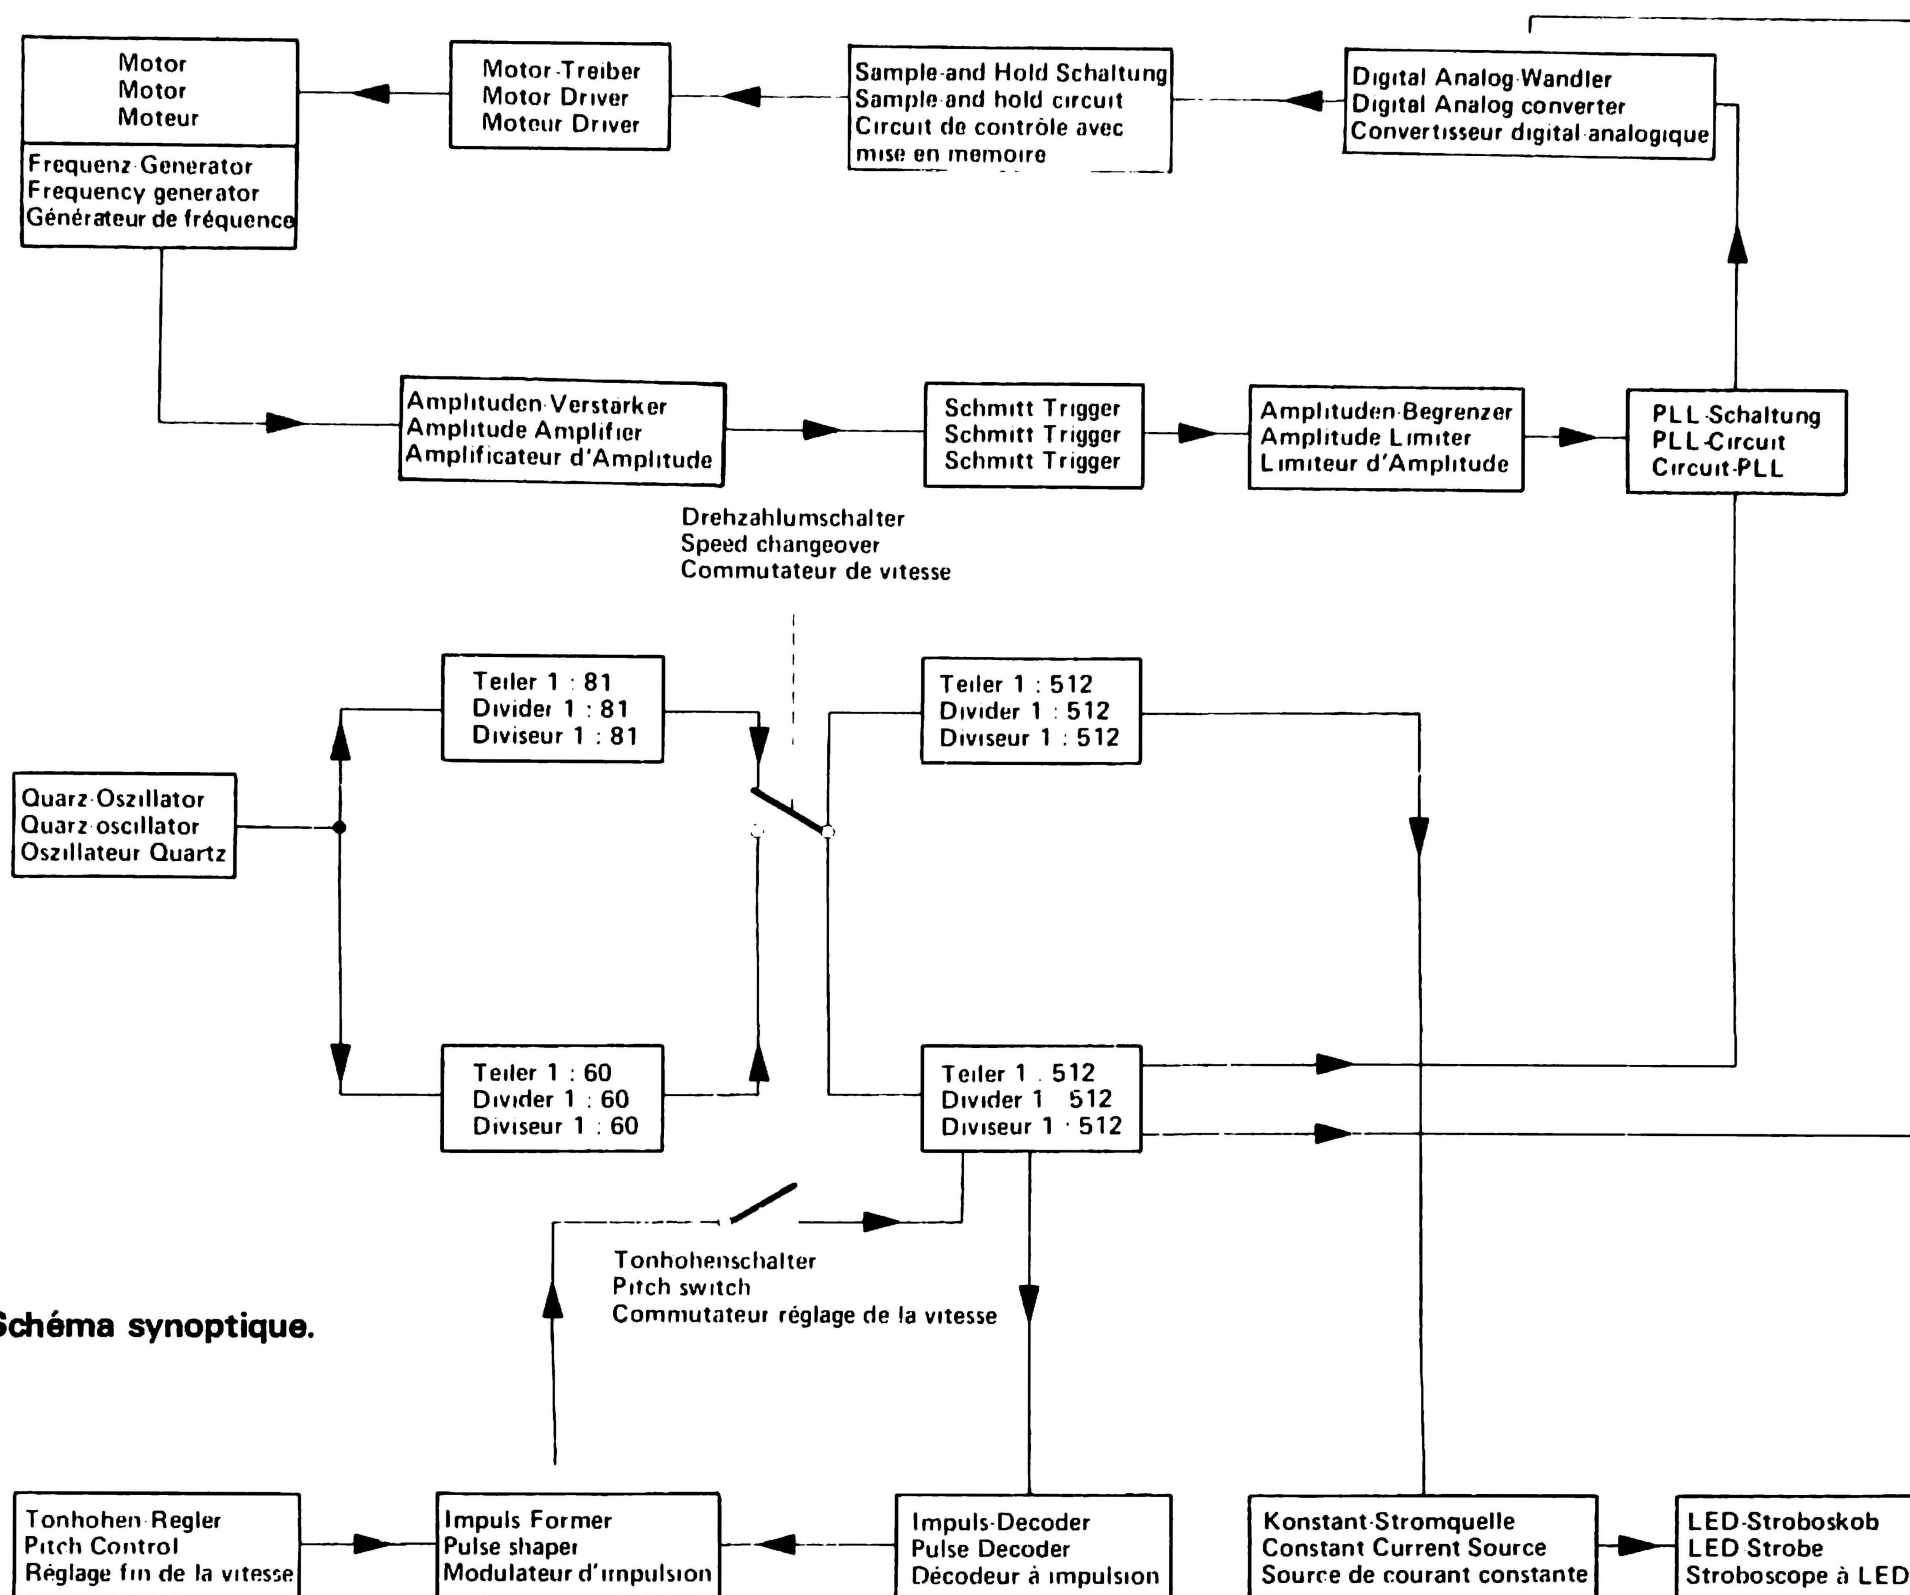 Motor
Motor
Moteur
Frequenz-Generator
Frequency generator
Générateur de fréquence
Motor-Treiber
Motor Driver
Moteur Driver
Sample-and Hold Schaltung
Sample-and hold circuit
Circuit de contrôle avec
mise en memoire
Digital Analog-Wandler
Digital Analog converter
Convertisseur digital-analogique
Amplituden-Verstarker
Amplitude Amplifier
Amplificateur d'Amplitude
Schmitt Trigger
Schmitt Trigger
Schmitt Trigger
Amplituden-Begrenzer
Amplitude Limiter
Limiteur d'Amplitude
PLL-Schaltung
PLL-Circuit
Circuit-PLL
Drehzahlumschalter
Speed changeover
Commutateur de vitesse
Teiler 1 : 81
Divider 1 : 81
Diviseur 1 : 81
Teiler 1 : 512
Divider 1 : 512
Diviseur 1 : 512
Quarz-Oszillator
Quarz-oscillator
Oszillateur Quartz
Teiler 1 : 60
Divider 1 : 60
Diviseur 1 : 60
Teiler 1 . 512
Divider 1 512
Diviseur 1 · 512
Tonhohenschalter
Pitch switch
Commutateur réglage de la vitesse
Schéma synoptique.
Tonhohen-Regler
Pitch Control
Réglage fin de la vitesse
Impuls Former
Pulse shaper
Modulateur d'impulsion
Impuls-Decoder
Pulse Decoder
Décodeur à impulsion
Konstant-Stromquelle
Constant Current Source
Source de courant constante
LED-Stroboskob
LED-Strobe
Stroboscope à LED